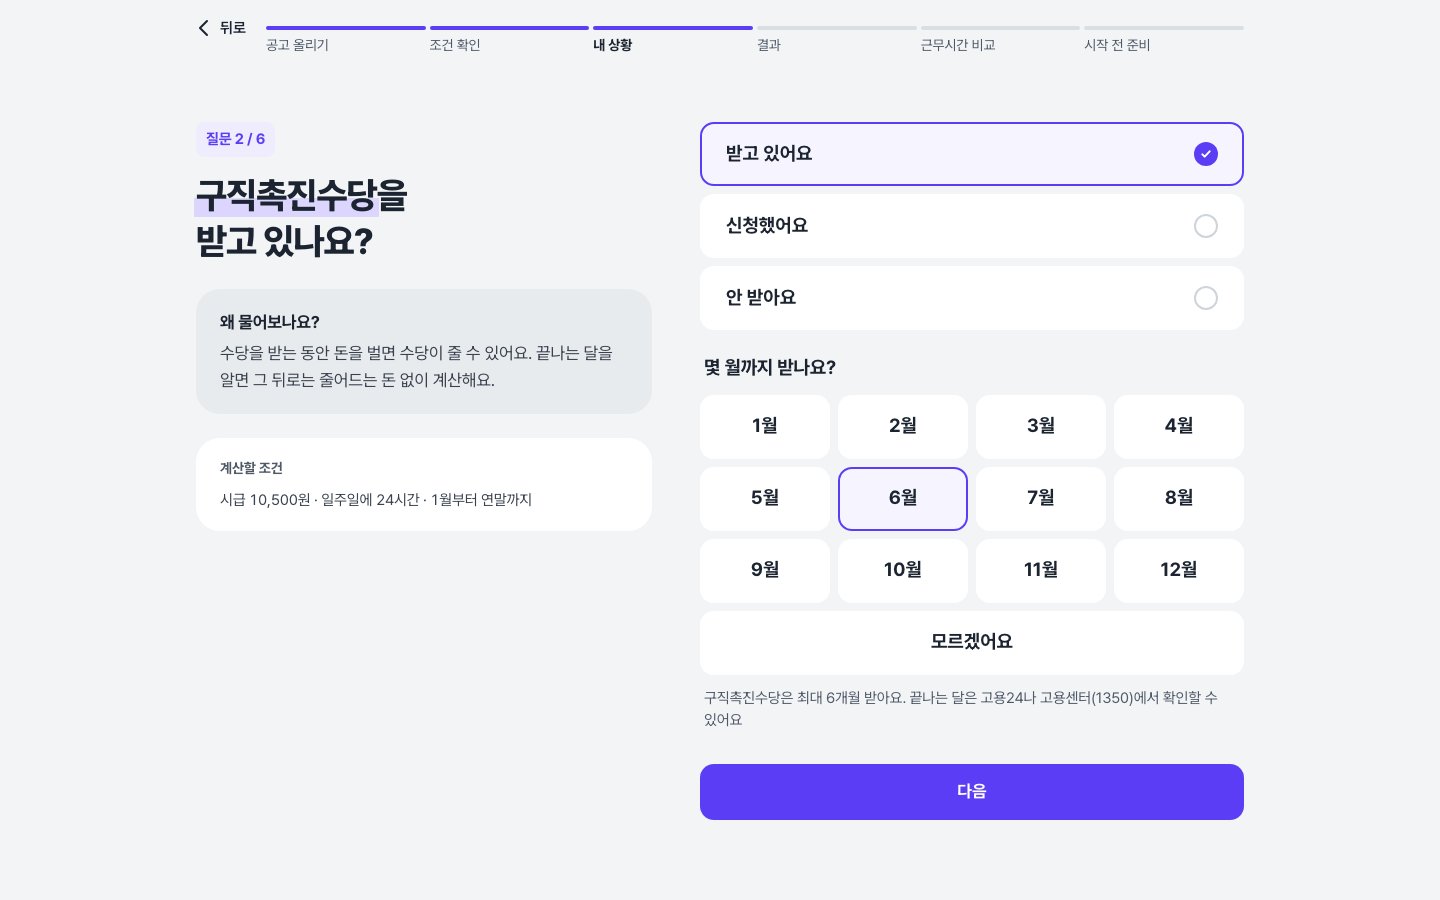 뒤로
공고 올리기
조건 확인
내 상황
결과
근무시간 비교
시작 전 준비
질문 2 / 6
구직촉진수당을
받고 있나요?
왜 물어보나요?
수당을 받는 동안 돈을 벌면 수당이 줄 수 있어요. 끝나는 달을
알면 그 뒤로는 줄어드는 돈 없이 계산해요.
계산할 조건
시급 10,500원 · 일주일에 24시간 · 1월부터 연말까지
받고 있어요
신청했어요
안 받아요
몇 월까지 받나요?
1월
2월
3월
4월
5월
6월
7월
8월
9월
10월
11월
12월
모르겠어요
구직촉진수당은 최대 6개월 받아요. 끝나는 달은 고용24나 고용센터(1350)에서 확인할 수
있어요
다음